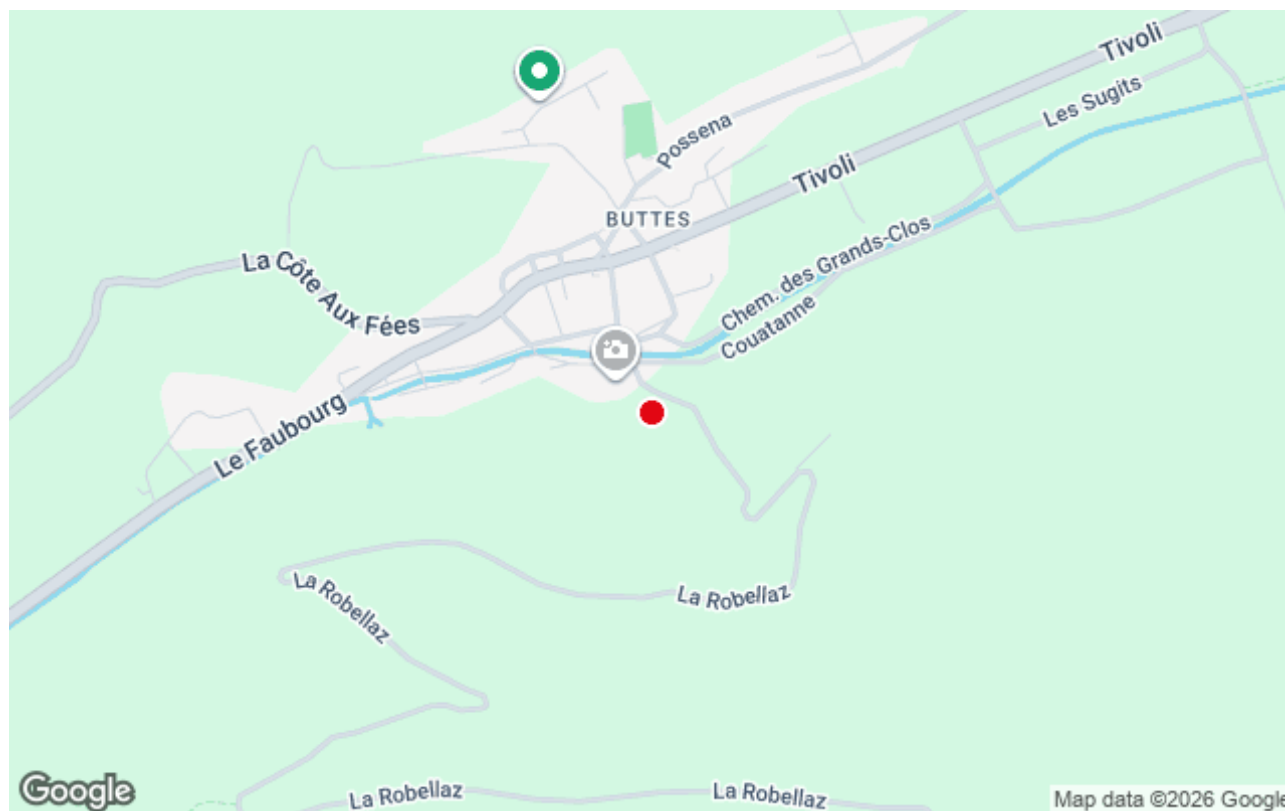 Tivoli
Les Sugits
Possena
Tivoli
BUTTES
Chem. des Grands-Clos
La Côte Aux Fées
Couatanne
Le Faubourg
La Robellaz
La Robellaz
La Robellaz
La Robellaz
Google
Map data ©2026 Google